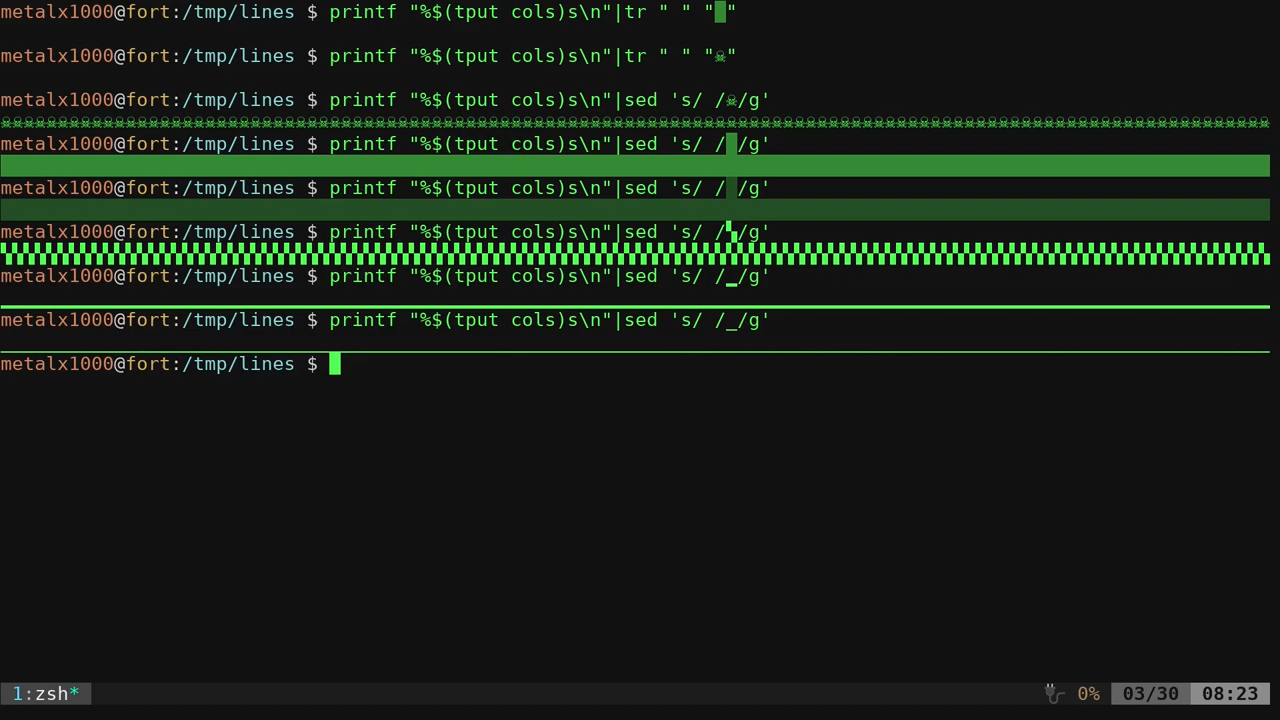 metalx1000@fort:/tmp/lines $ printf "%$(tput cols)s\n"|tr " " "▓"
metalx1000@fort:/tmp/lines $ printf "%$(tput cols)s\n"|tr " " "☠"
metalx1000@fort:/tmp/lines $ printf "%$(tput cols)s\n"|sed 's/ /☠/g'
☠☠☠☠☠☠☠☠☠☠☠☠☠☠☠☠☠☠☠☠☠☠☠☠☠☠☠☠☠☠☠☠☠☠☠☠☠☠☠☠☠☠☠☠☠☠☠☠☠☠☠☠☠☠☠☠☠☠☠☠☠☠☠☠☠☠☠☠☠☠☠☠☠☠☠☠☠☠☠☠☠☠☠☠☠☠☠☠☠☠☠☠☠☠☠☠☠☠☠☠☠☠☠☠☠☠☠☠☠☠☠☠
metalx1000@fort:/tmp/lines $ printf "%$(tput cols)s\n"|sed 's/ /▒/g'
metalx1000@fort:/tmp/lines $ printf "%$(tput cols)s\n"|sed 's/ /░/g'
metalx1000@fort:/tmp/lines $ printf "%$(tput cols)s\n"|sed 's/ /▚/g'
metalx1000@fort:/tmp/lines $ printf "%$(tput cols)s\n"|sed 's/ /▁/g'
metalx1000@fort:/tmp/lines $ printf "%$(tput cols)s\n"|sed 's/ /_/g'
metalx1000@fort:/tmp/lines $
1:zsh* 0% 03/30 08:23